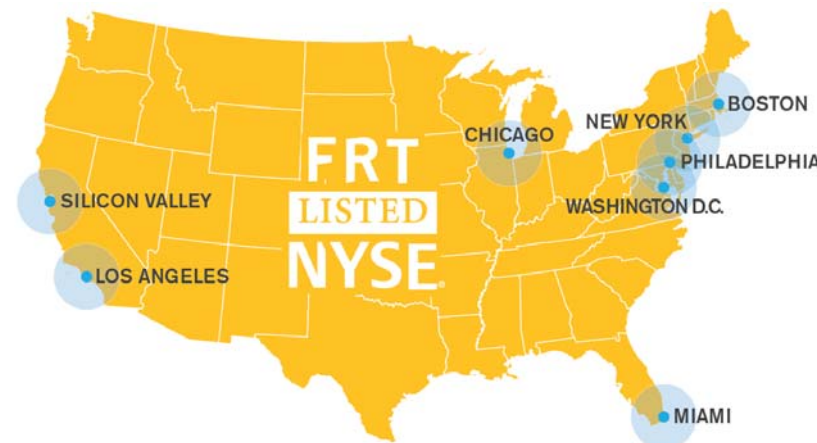 BOSTON
NEW YORK
CHICAGO
PHILADELPHIA
FRT
LISTED
NYSE®
SILICON VALLEY
WASHINGTON D.C.
LOS ANGELES
MIAMI